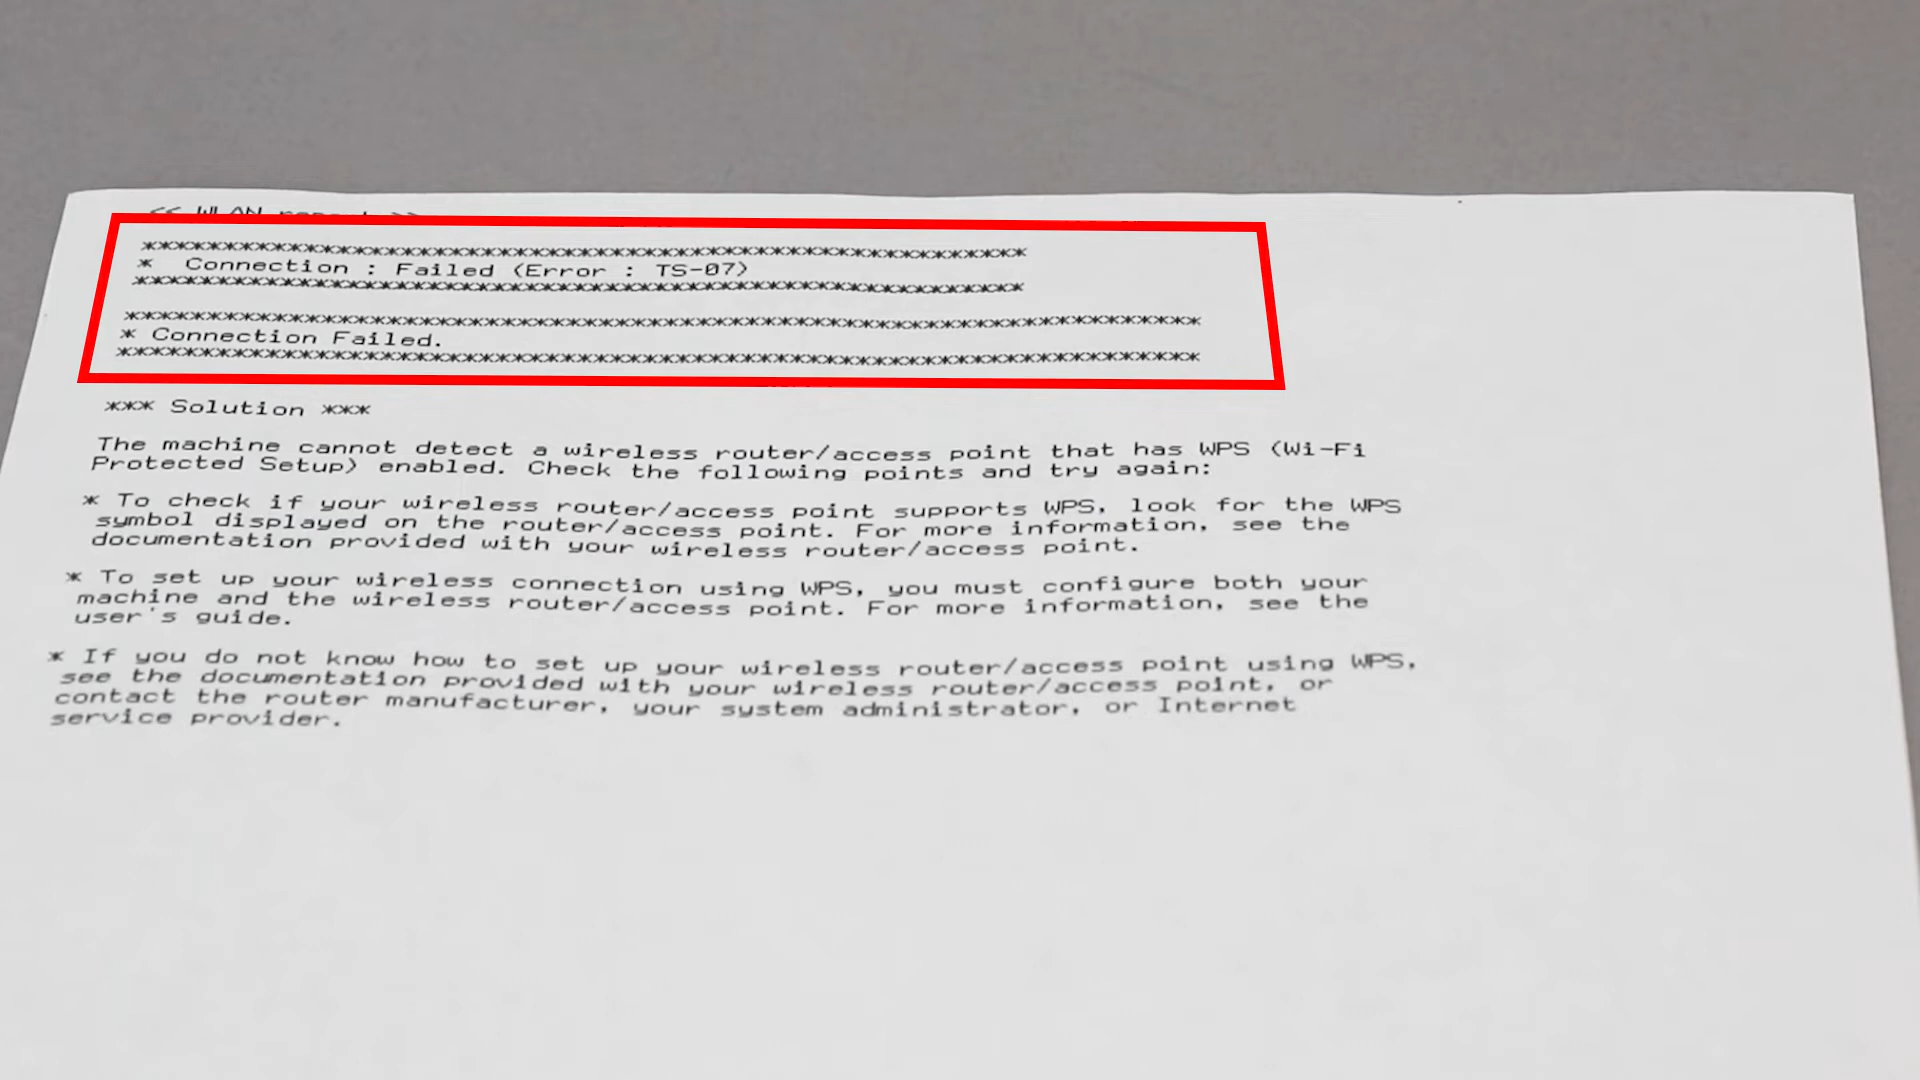 << WLAN report >>
******************************************************
*  Connection : Failed (Error : TS-07)
******************************************************
******************************************************************
* Connection Failed.
******************************************************************
*** Solution ***
The machine cannot detect a wireless router/access point that has WPS (Wi-Fi
Protected Setup) enabled. Check the following points and try again:
* To check if your wireless router/access point supports WPS, look for the WPS
symbol displayed on the router/access point. For more information, see the
documentation provided with your wireless router/access point.
* To set up your wireless connection using WPS, you must configure both your
machine and the wireless router/access point. For more information, see the
user's guide.
* If you do not know how to set up your wireless router/access point using WPS,
see the documentation provided with your wireless router/access point, or
contact the router manufacturer, your system administrator, or Internet
service provider.